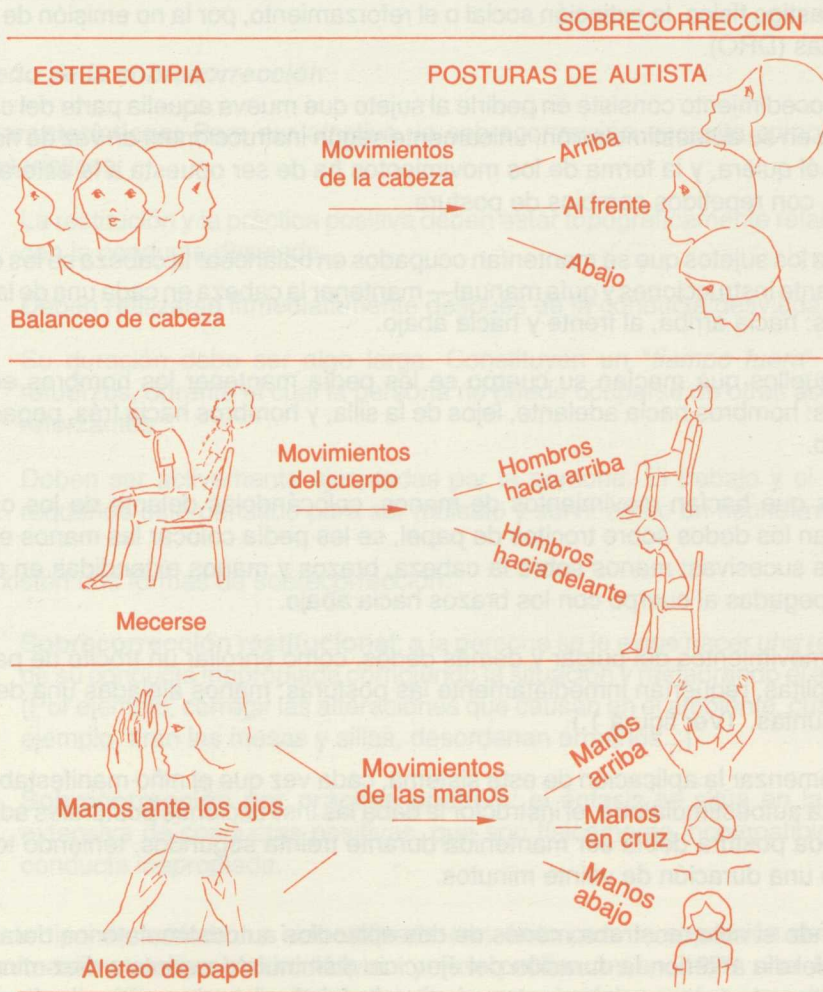 SOBRECORRECCION
ESTEREOTIPIA
POSTURAS DE AUTISTA
Movimientos
de la cabeza
Arriba
Al frente
Abajo
Balanceo de cabeza
Movimientos
del cuerpo
Hombros
hacia arriba
Hombros
hacia delante
Mecerse
Manos ante los ojos
Movimientos
de las manos
Manos
arriba
Manos
en cruz
Manos
abajo
Aleteo de papel